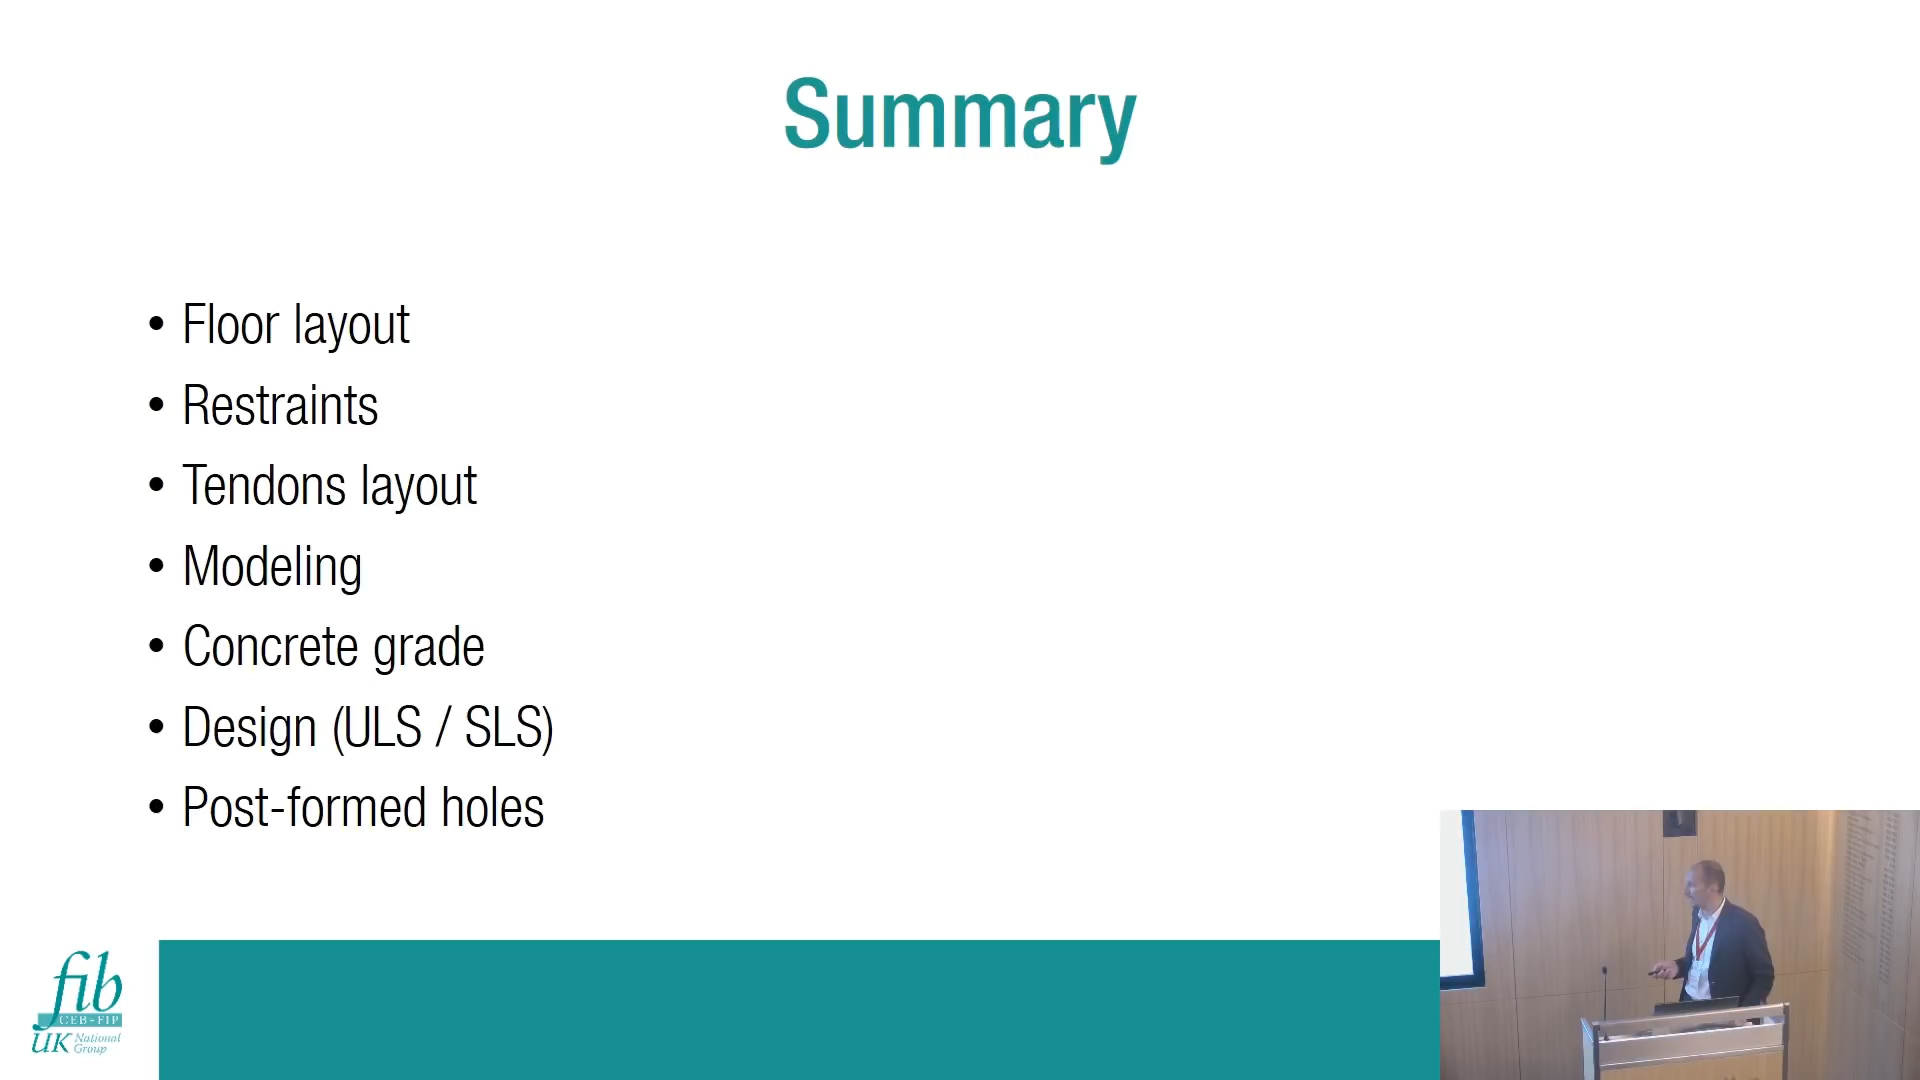 Summary
• Floor layout
• Restraints
• Tendons layout
• Modeling
• Concrete grade
• Design (ULS / SLS)
• Post-formed holes
fib
CEB-FIP
UK National Group